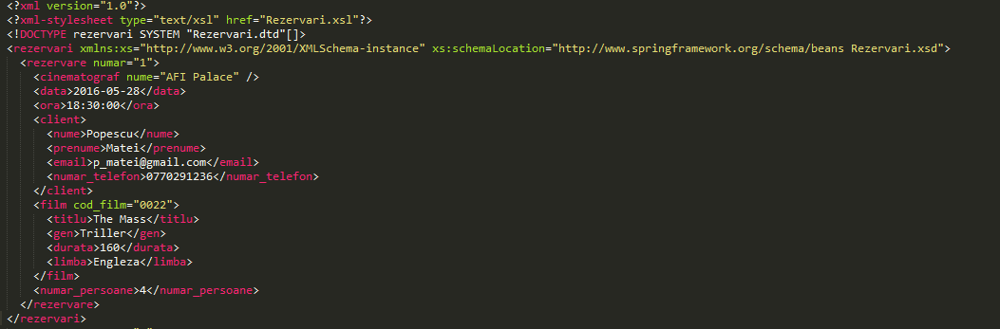 <?xml version="1.0"?>
<?xml-stylesheet type="text/xsl" href="Rezervari.xsl"?>
<!DOCTYPE rezervari SYSTEM "Rezervari.dtd"[]>
<rezervari xmlns:xs="http://www.w3.org/2001/XMLSchema-instance" xs:schemaLocation="http://www.springframework.org/schema/beans Rezervari.xsd">
<rezervare numar="1">
<cinematograf nume="AFI Palace" />
<data>2016-05-28</data>
<ora>18:30:00</ora>
<client>
<nume>Popescu</nume>
<prenume>Matei</prenume>
<email>p_matei@gmail.com</email>
<numar_telefon>0770291236</numar_telefon>
</client>
<film cod_film="0022">
<titlu>The Mass</titlu>
<gen>Triller</gen>
<durata>160</durata>
<limba>Engleza</limba>
</film>
<numar_persoane>4</numar_persoane>
</rezervare>
</rezervari>